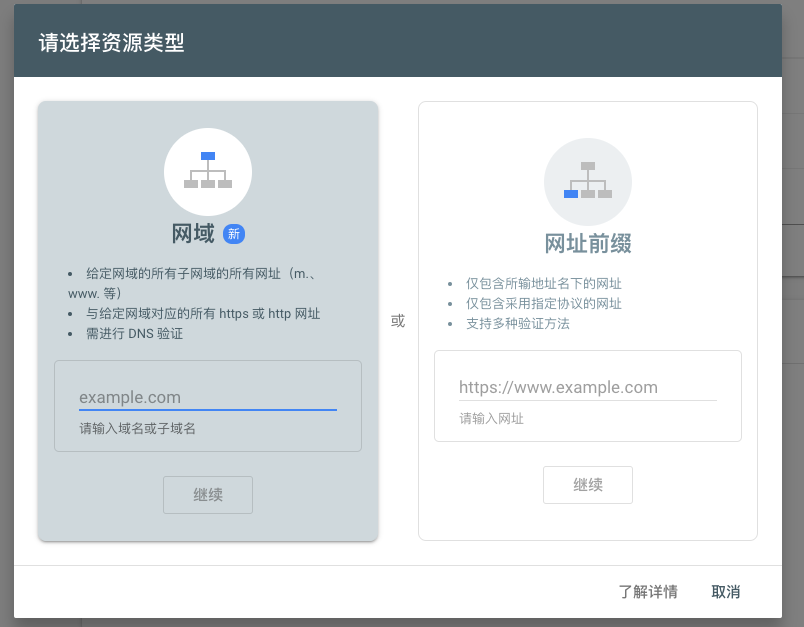 请选择资源类型
网域 新
• 给定网域的所有子网域的所有网址（m.、
www. 等）
• 与给定网域对应的所有 https 或 http 网址
• 需进行 DNS 验证
example.com
请输入域名或子域名
继续
或
网址前缀
• 仅包含所输地址名下的网址
• 仅包含采用指定协议的网址
• 支持多种验证方法
https://www.example.com
请输入网址
继续
了解详情 取消